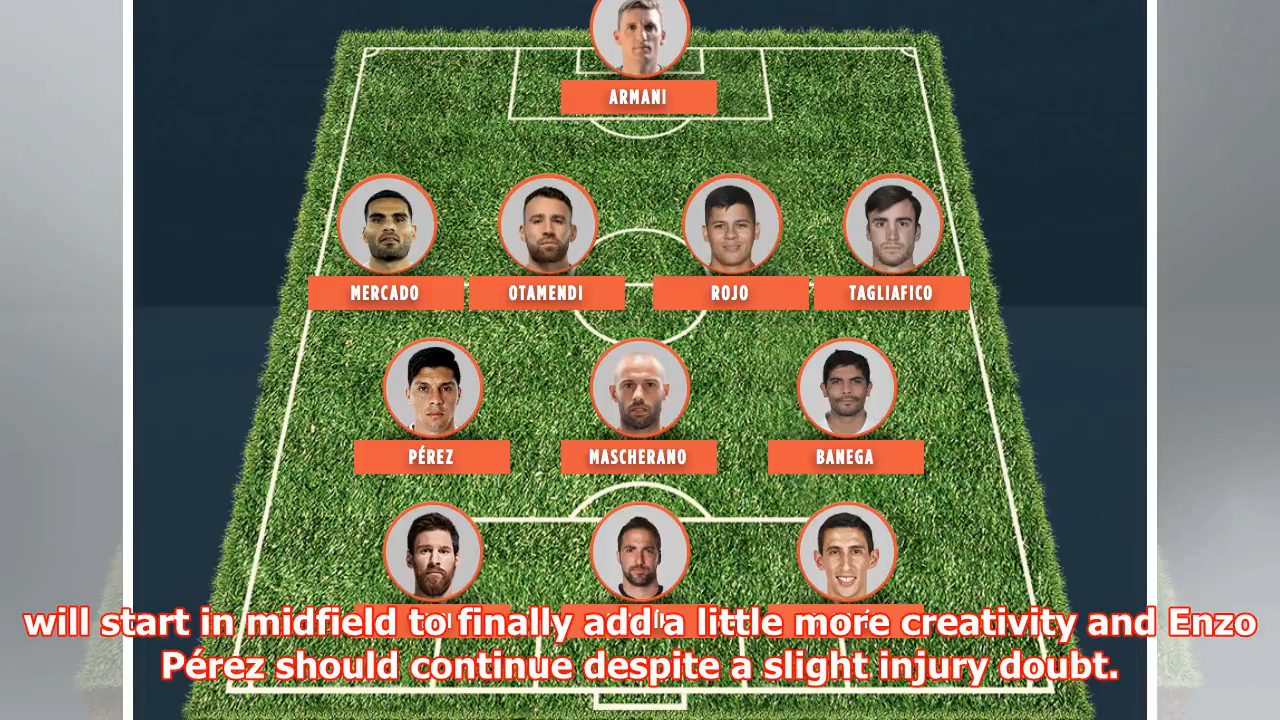 ARMANI
MERCADO OTAMENDI ROJO TAGLIAFICO
PÉREZ MASCHERANO BANEGA
will start in midfield to finally add a little more creativity and Enzo
Pérez should continue despite a slight injury doubt.